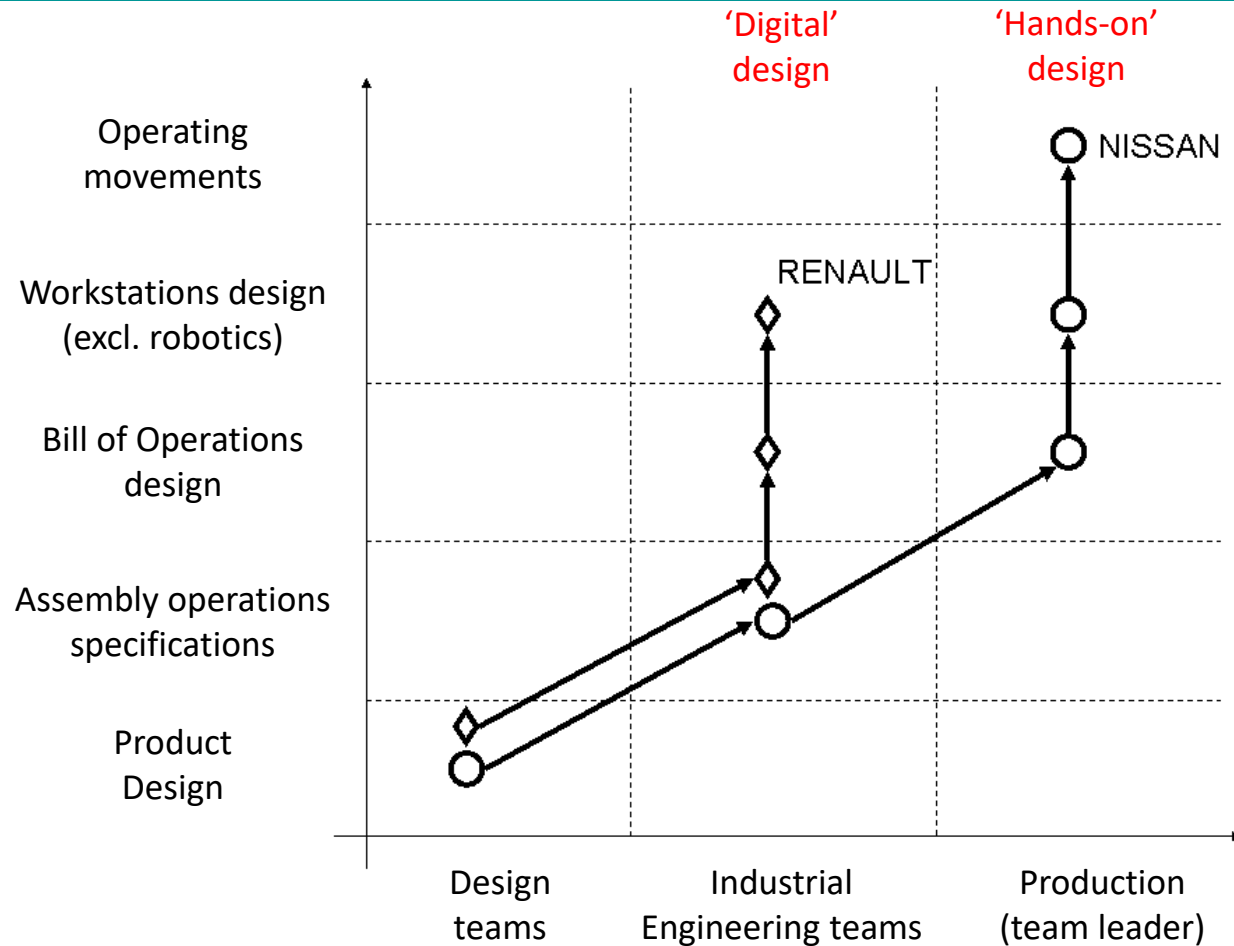 ‘Digital’
design
‘Hands-on’
design
Operating
movements
NISSAN
Workstations design
(excl. robotics)
RENAULT
Bill of Operations
design
Assembly operations
specifications
Product
Design
Design
teams
Industrial
Engineering teams
Production
(team leader)